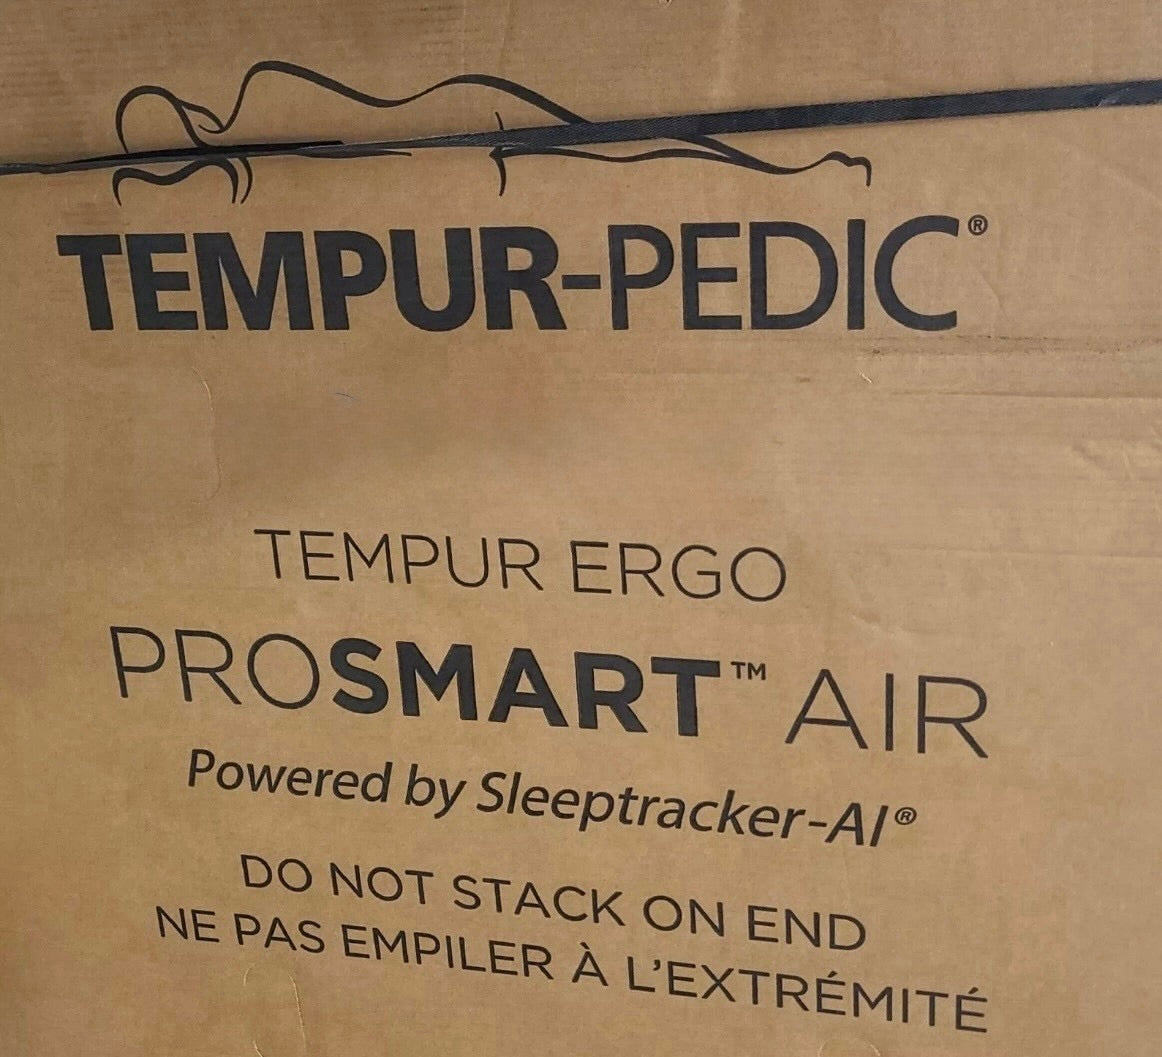 TEMPUR-PEDIC®
TEMPUR ERGO
PROSMART™ AIR
Powered by Sleeptracker-AI®
DO NOT STACK ON END
NE PAS EMPILER À L'EXTRÉMITÉ